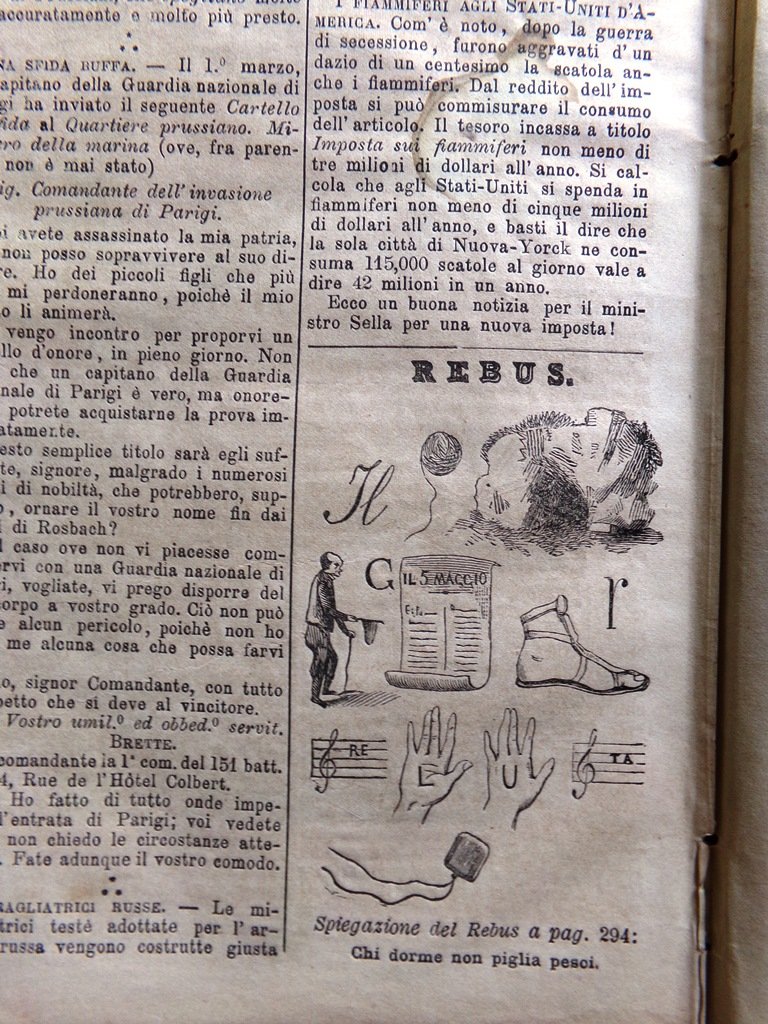 accuratamente e molto più presto.
NA SFIDA BUFFA. — Il 1.° marzo,
apitano della Guardia nazionale di
gi ha inviato il seguente Cartello
fida al Quartiere prussiano. Mi-
ro della marina (ove, fra paren-
non è mai stato)
ig. Comandante dell'invasione
prussiana di Parigi.
oi avete assassinato la mia patria,
non posso sopravvivere al suo di-
re. Ho dei piccoli figli che più
mi perdoneranno, poichè il mio
o li animerà.
vengo incontro per proporvi un
llo d'onore, in pieno giorno. Non
che un capitano della Guardia
nale di Parigi è vero, ma onore-
potrete acquistarne la prova im-
atamente.
esto semplice titolo sarà egli suf-
te, signore, malgrado i numerosi
i di nobiltà, che potrebbero, sup-
o, ornare il vostro nome fin dai
i di Rosbach?
l caso ove non vi piacesse com-
rvi con una Guardia nazionale di
i, vogliate, vi prego disporre del
corpo a vostro grado. Ciò non può
e alcun pericolo, poichè non ho
me alcuna cosa che possa farvi
o, signor Comandante, con tutto
petto che si deve al vincitore.
Vostro umil.° ed obbed.° servit.
BRETTE.
comandante la 1ª com. del 151 batt.
4, Rue de l'Hôtel Colbert.
Ho fatto di tutto onde impe-
l'entrata di Parigi; voi vedete
non chiedo le circostanze atte-
. Fate adunque il vostro comodo.
RAGLIATRICI RUSSE. — Le mi-
trici testè adottate per l'ar-
russa vengono costrutte giusta
I FIAMMIFERI AGLI STATI-UNITI D'A-
MERICA. Com' è noto, dopo la guerra
di secessione, furono aggravati d'un
dazio di un centesimo la scatola an-
che i fiammiferi. Dal reddito dell'im-
posta si può commisurare il consumo
dell'articolo. Il tesoro incassa a titolo
Imposta sui fiammiferi non meno di
tre milioni di dollari all'anno. Si cal-
cola che agli Stati-Uniti si spenda in
fiammiferi non meno di cinque milioni
di dollari all'anno, e basti il dire che
la sola città di Nuova-Yorck ne con-
suma 115,000 scatole al giorno vale a
dire 42 milioni in un anno.
Ecco un buona notizia per il mini-
stro Sella per una nuova imposta!
REBUS.
Il
G
IL 5 MAGGIO
r
RE
L
U
TA
Spiegazione del Rebus a pag. 294:
Chi dorme non piglia pesci.